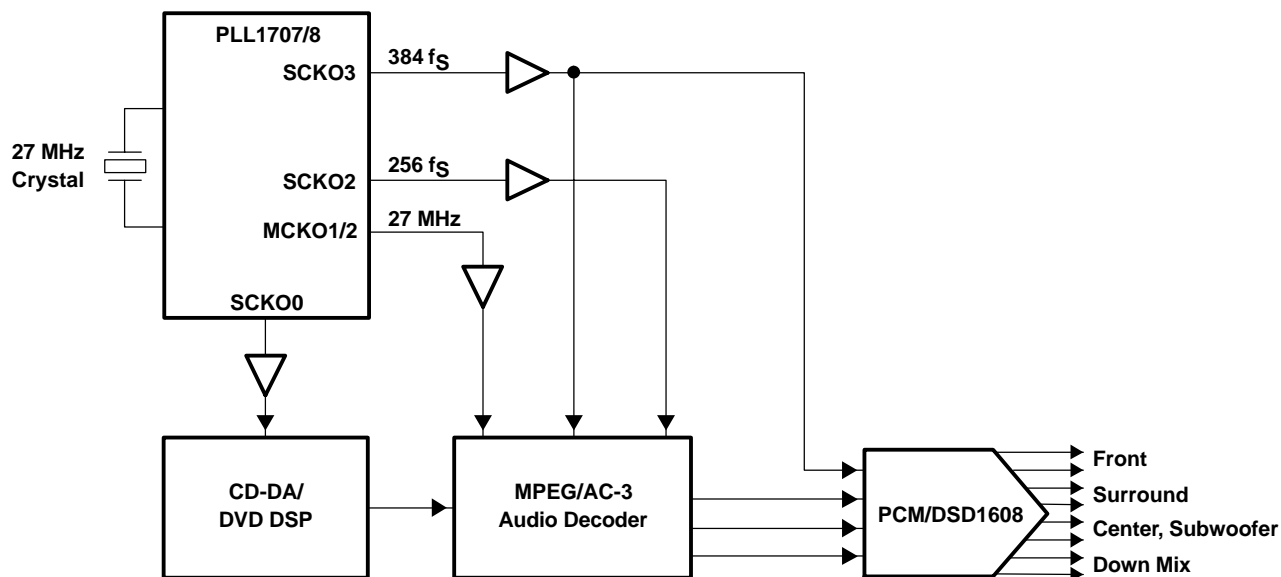 PLL1707/8
SCKO3
384 fS
27 MHz
Crystal
SCKO2
256 fS
MCKO1/2
27 MHz
SCKO0
CD-DA/
DVD DSP
MPEG/AC-3
Audio Decoder
PCM/DSD1608
Front
Surround
Center, Subwoofer
Down Mix